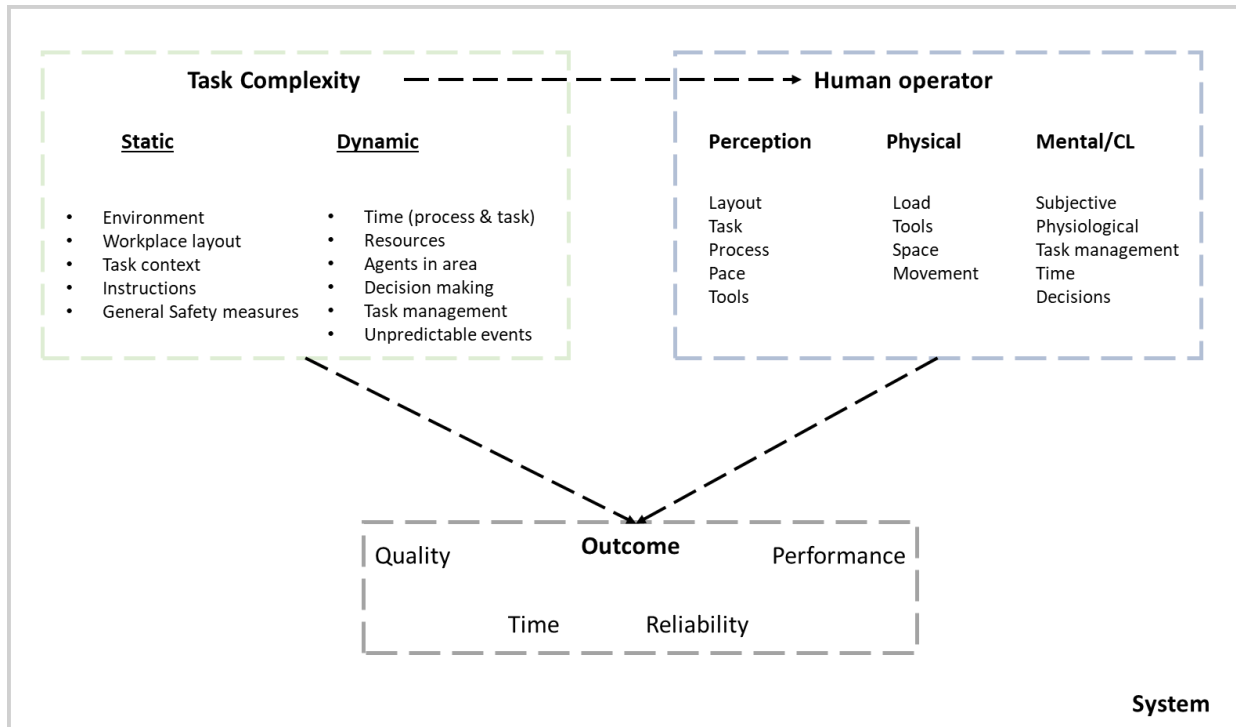 Task Complexity
Static
Environment
Workplace layout
Task context
Instructions
General Safety measures
Dynamic
Time (process & task)
Resources
Agents in area
Decision making
Task management
Unpredictable events
Human operator
Perception
Layout
Task
Process
Pace
Tools
Physical
Load
Tools
Space
Movement
Mental/CL
Subjective
Physiological
Task management
Time
Decisions
Outcome
Quality
Performance
Time
Reliability
System